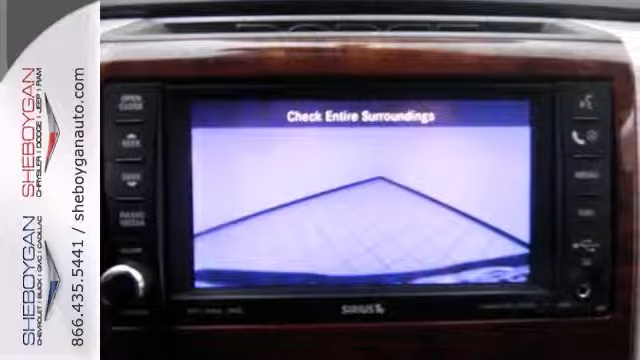 SHEBOYGAN
CHRYSLER | DODGE | JEEP | RAM
SHEBOYGAN
CHEVROLET | BUICK | GMC | CADILLAC
866.435.5441 / sheboyganauto.com
DODGE
OPEN
CLOSE
SEEK
SEEK
RADIO
MEDIA
Check Entire Surroundings
MENU
SIRIUS